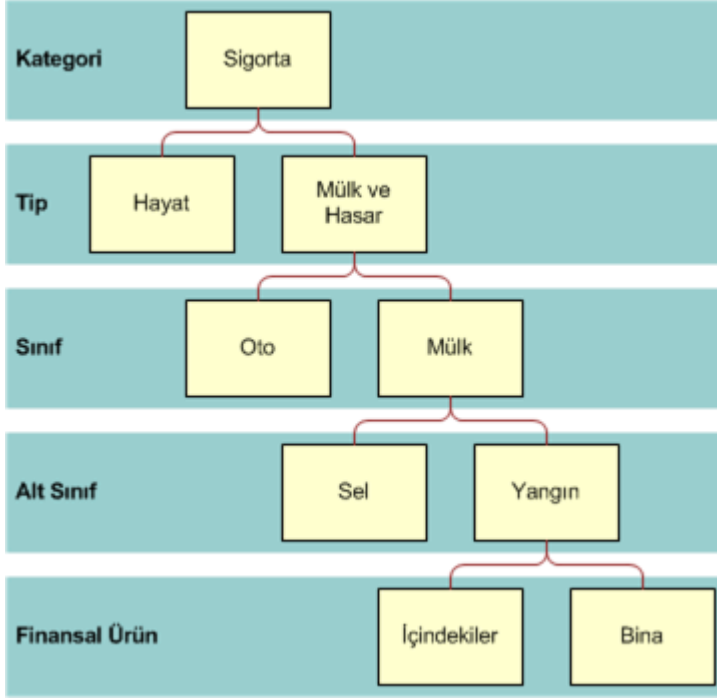 Kategori
Sigorta
Tip
Hayat
Mülk ve
Hasar
Sınıf
Oto
Mülk
Alt Sınıf
Sel
Yangın
Finansal Ürün
İçindekiler
Bina